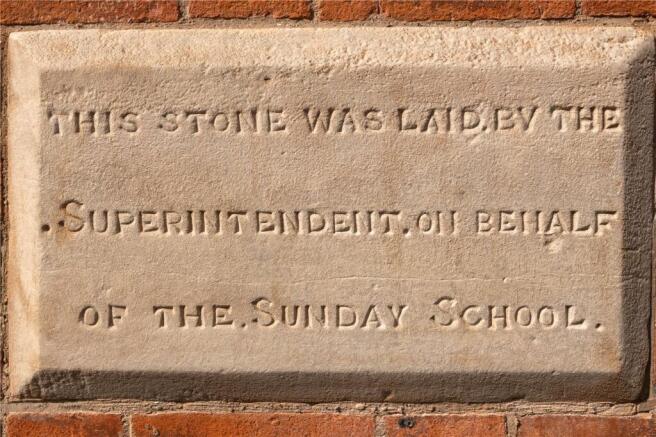 THIS STONE WAS LAID.BY THE
.SUPERINTENDENT.ON BEHALF
OF THE.SUNDAY SCHOOL.